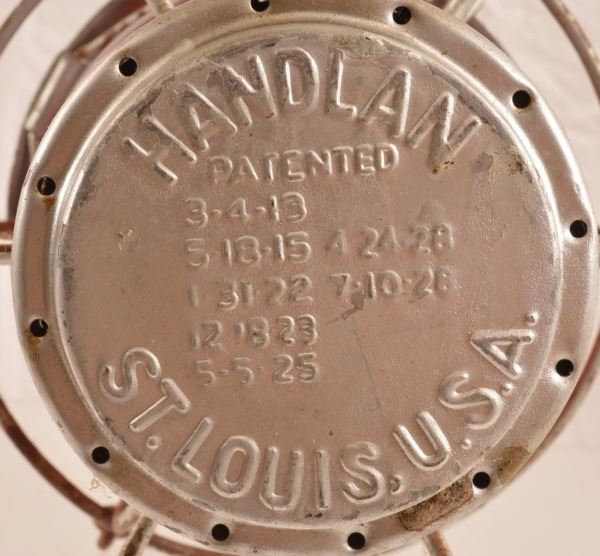 HANDLAN
PATENTED
3-4-13
5·18·15 4·24·28
1·31·22 7-10-28
12·18·23
5-5-25
ST. LOUIS, U.S.A.